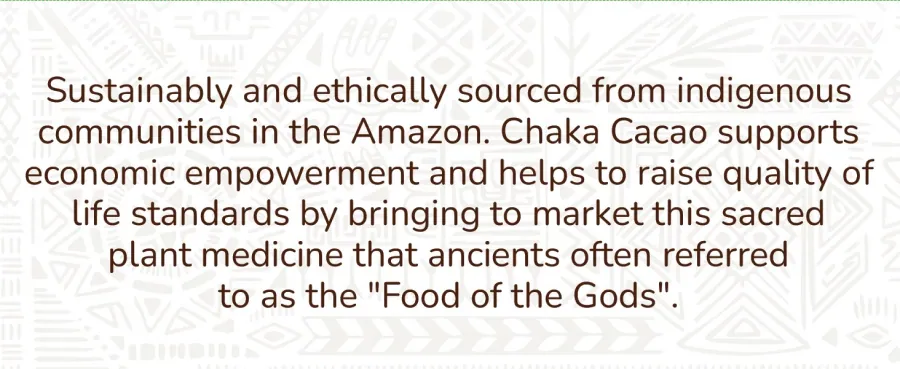 Sustainably and ethically sourced from indigenous
communities in the Amazon. Chaka Cacao supports
economic empowerment and helps to raise quality of
life standards by bringing to market this sacred
plant medicine that ancients often referred
to as the "Food of the Gods".